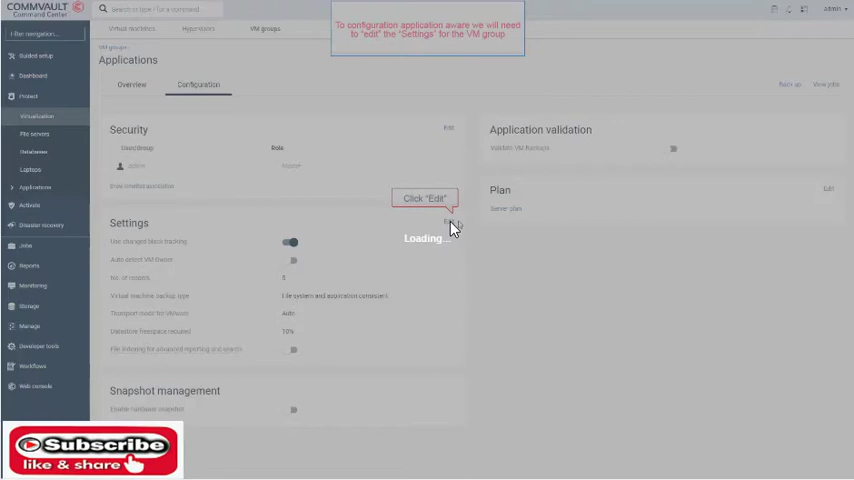 COMMVAULT
Command Center
Search or type / for a command
admin
filter navigation...
Guided setup
Dashboard
Protect
Virtualization
File servers
Databases
Laptops
Applications
Activate
Disaster recovery
Jobs
Reports
Monitoring
Storage
Manage
Developer tools
Workflows
Web console
Virtual machines
Hypervisors
VM groups
To configuration application aware we will need
to "edit" the "Settings" for the VM group
VM groups
Applications
Overview
Configuration
Back up
View jobs
Security
Edit
User/Group
Role
admin
Show inherited association
Click "Edit"
Settings
Edit
Loading...
Use changed block tracking
Auto detect VM Owner
No. of readers
5
Virtual machine backup type
File system and application consistent
Transport mode for VMware
Auto
Datastore freespace required
10%
File indexing for advanced reporting and search
Snapshot management
Enable hardware snapshot
Application validation
Validate VM Backups
Plan
Edit
Server plan
Subscribe
like & share